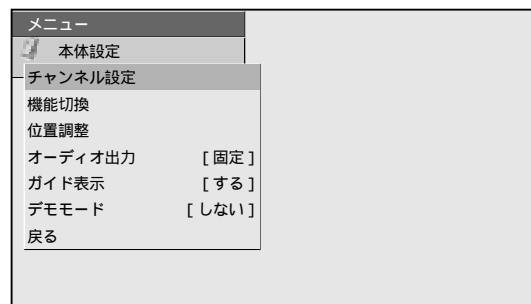 メニュー
本体設定
チャンネル設定
機能切換
位置調整
オーディオ出力 [固定]
ガイド表示 [する]
デモモード [しない]
戻る